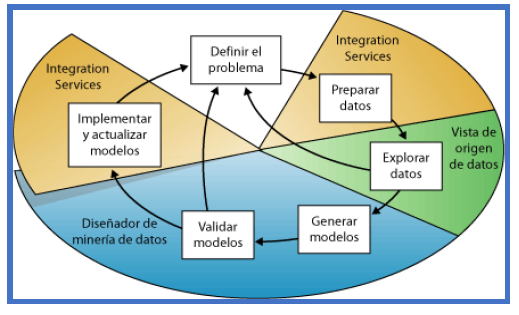 Definir el
problema
Integration
Services
Preparar
datos
Vista de
origen
de datos
Explorar
datos
Generar
modelos
Validar
modelos
Diseñador de
minería de datos
Implementar
y actualizar
modelos
Integration
Services